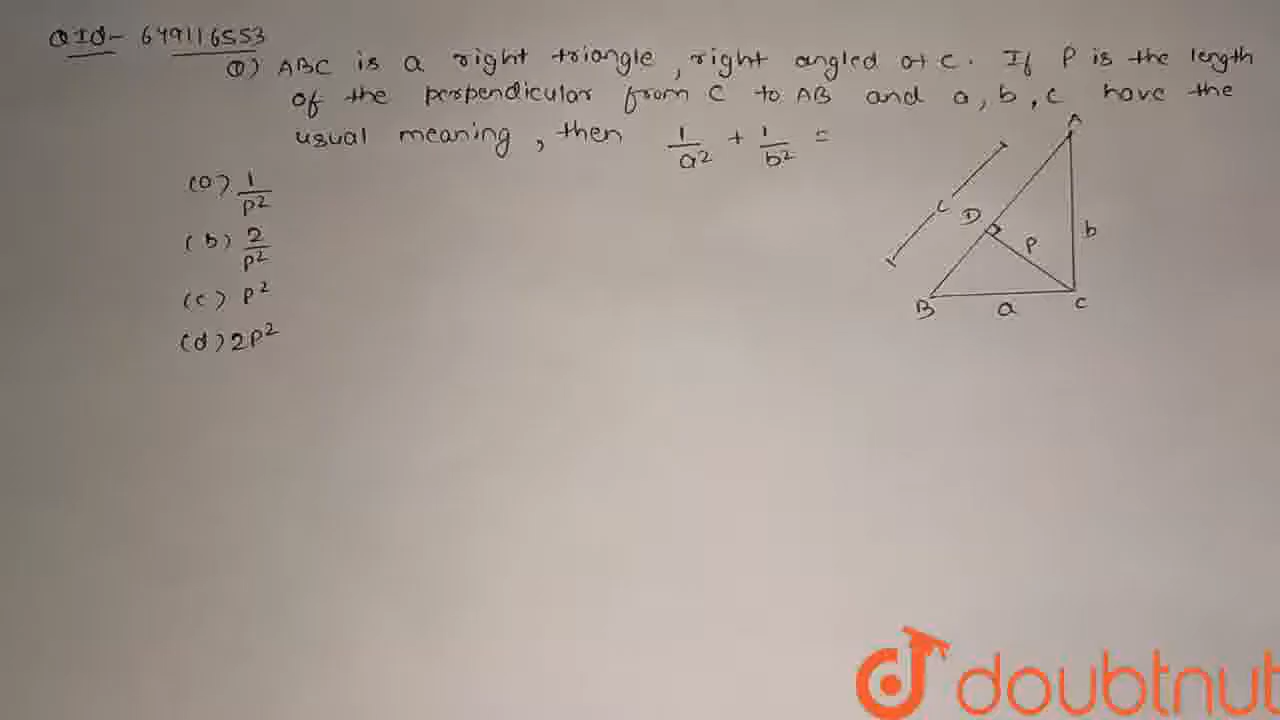 QId- 649116553
Q) ABC is a right triangle, right angled at C. If P is the length
of the perpendicular from C to AB and a, b, c have the
usual meaning, then 1/a² + 1/b² =
(a) 1/P²
(b) 2/P²
(c) P²
(d) 2P²
A
C
D
P
b
B
a
C
doubtnut